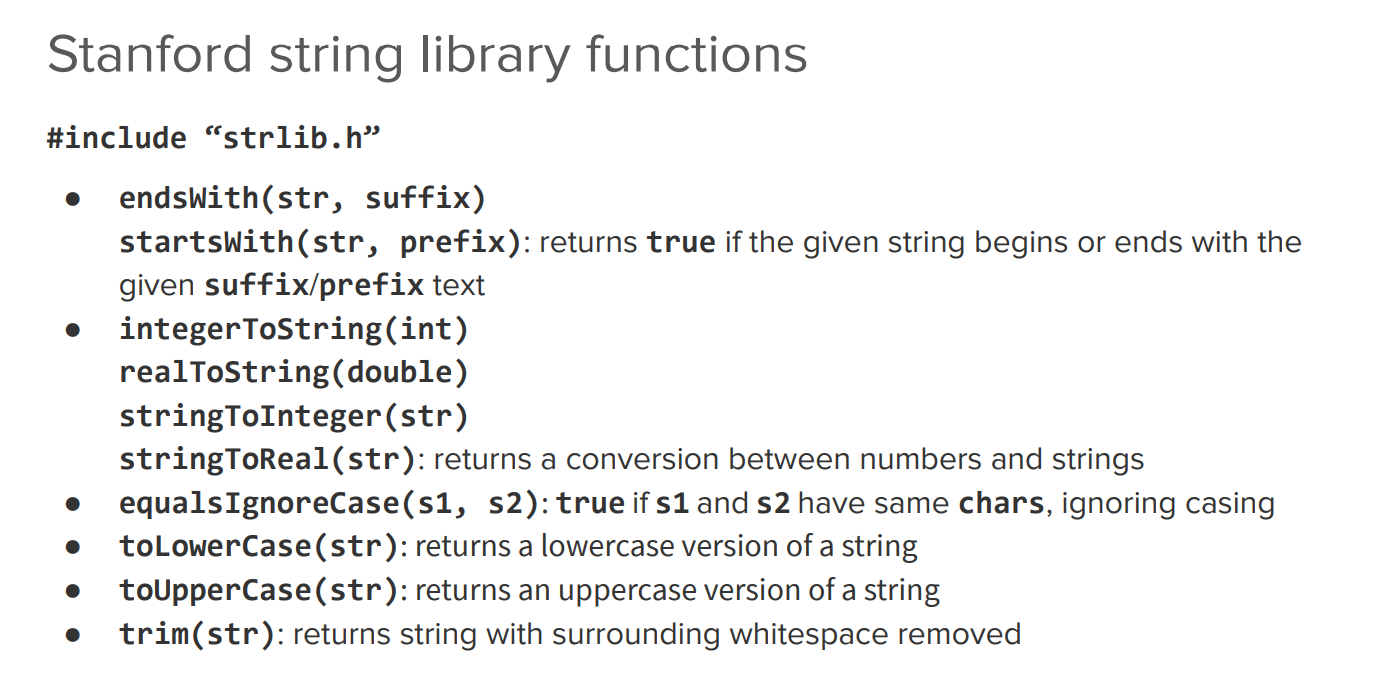 Stanford string library functions
#include “strlib.h”
● endsWith(str, suffix)
startsWith(str, prefix): returns true if the given string begins or ends with the
given suffix/prefix text
● integerToString(int)
realToString(double)
stringToInteger(str)
stringToReal(str): returns a conversion between numbers and strings
● equalsIgnoreCase(s1, s2): true if s1 and s2 have same chars, ignoring casing
● toLowerCase(str): returns a lowercase version of a string
● toUpperCase(str): returns an uppercase version of a string
● trim(str): returns string with surrounding whitespace removed